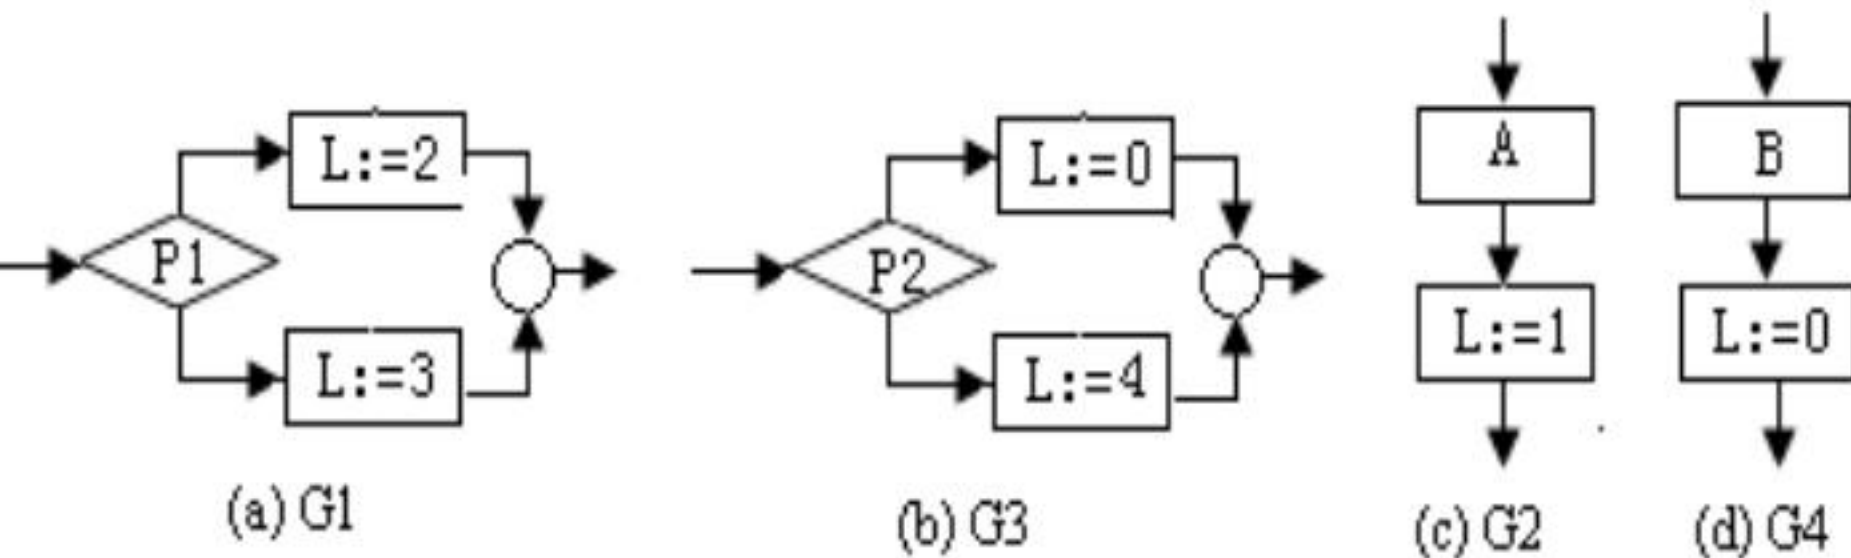 L:=2
P1
L:=3
(a) G1
L:=0
P2
L:=4
(b) G3
A
L:=1
(c) G2
B
L:=0
(d) G4